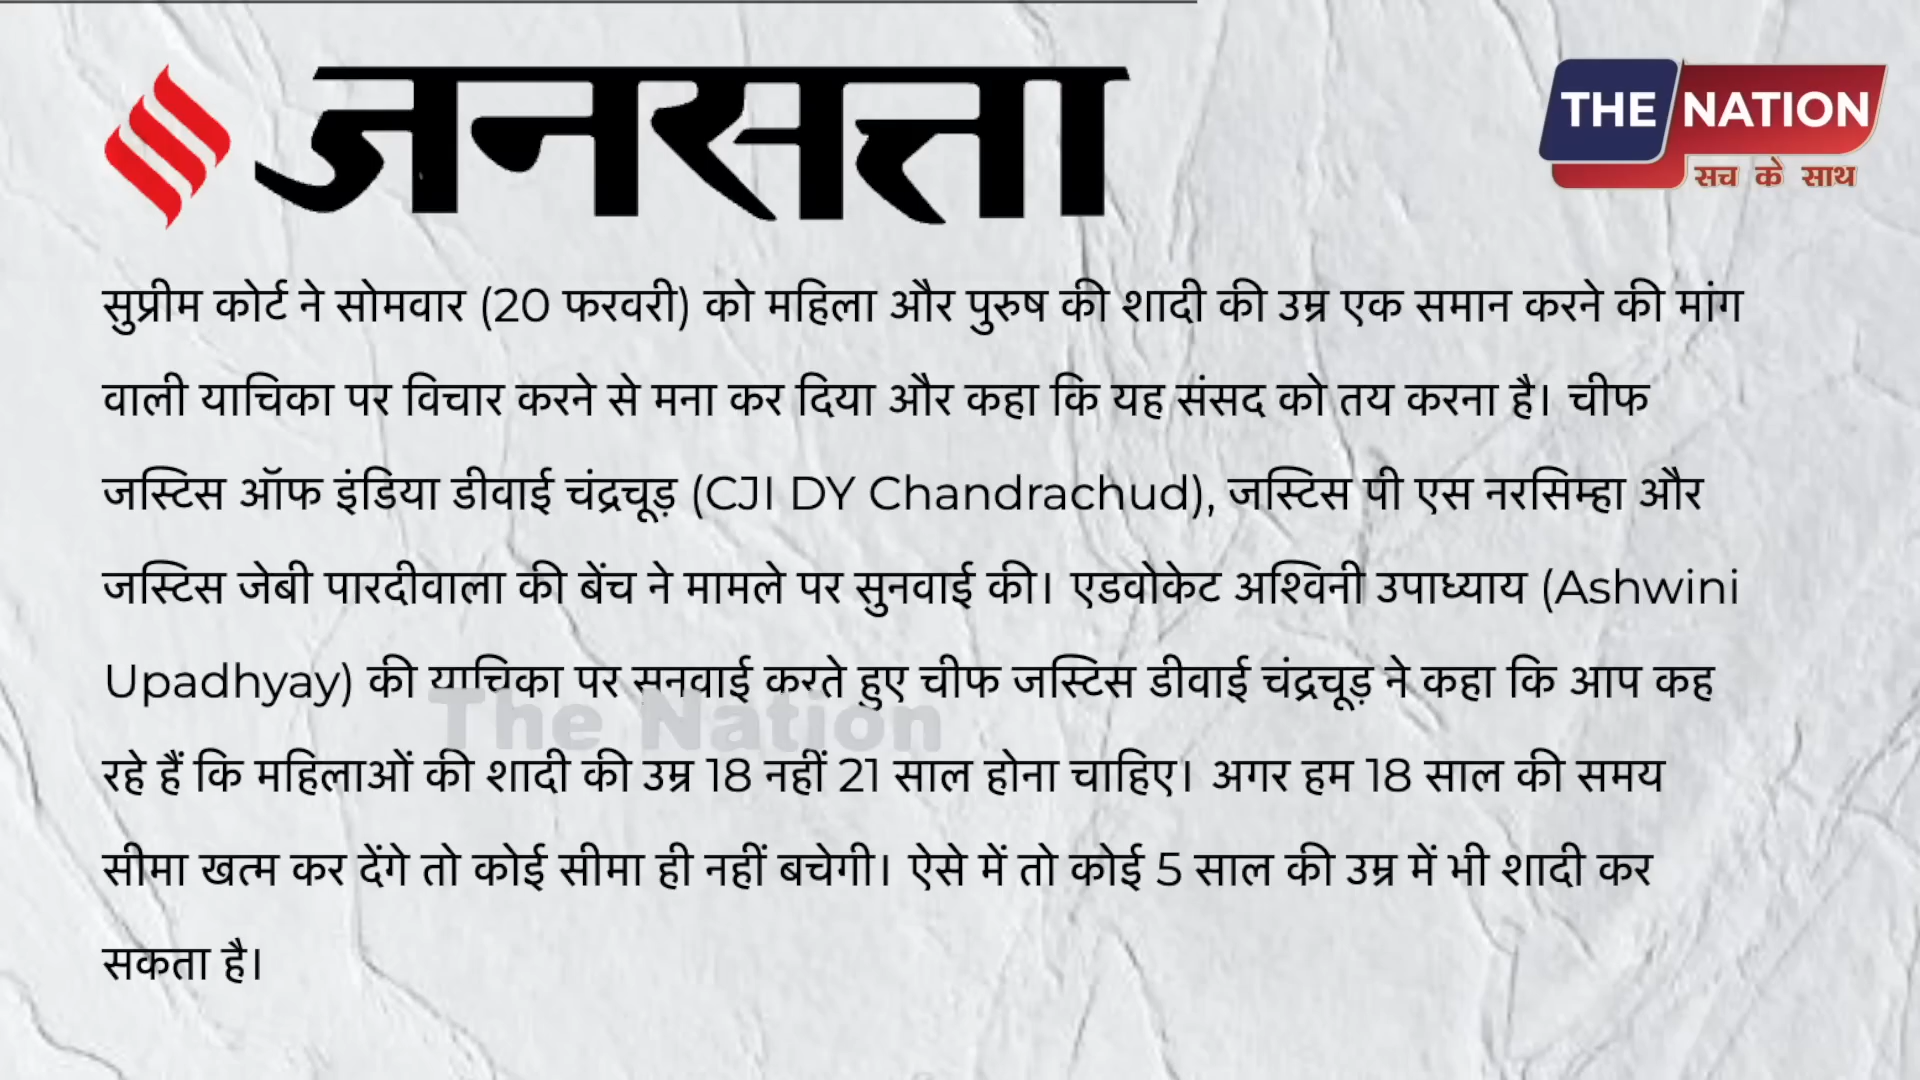 जनसत्ता
THE NATION
सच के साथ
सुप्रीम कोर्ट ने सोमवार (20 फरवरी) को महिला और पुरुष की शादी की उम्र एक समान करने की मांग
वाली याचिका पर विचार करने से मना कर दिया और कहा कि यह संसद को तय करना है। चीफ
जस्टिस ऑफ इंडिया डीवाई चंद्रचूड़ (CJI DY Chandrachud), जस्टिस पी एस नरसिम्हा और
जस्टिस जेबी पारदीवाला की बेंच ने मामले पर सुनवाई की। एडवोकेट अश्विनी उपाध्याय (Ashwini
Upadhyay) की याचिका पर सुनवाई करते हुए चीफ जस्टिस डीवाई चंद्रचूड़ ने कहा कि आप कह
The Nation
रहे हैं कि महिलाओं की शादी की उम्र 18 नहीं 21 साल होना चाहिए। अगर हम 18 साल की समय
सीमा खत्म कर देंगे तो कोई सीमा ही नहीं बचेगी। ऐसे में तो कोई 5 साल की उम्र में भी शादी कर
सकता है।